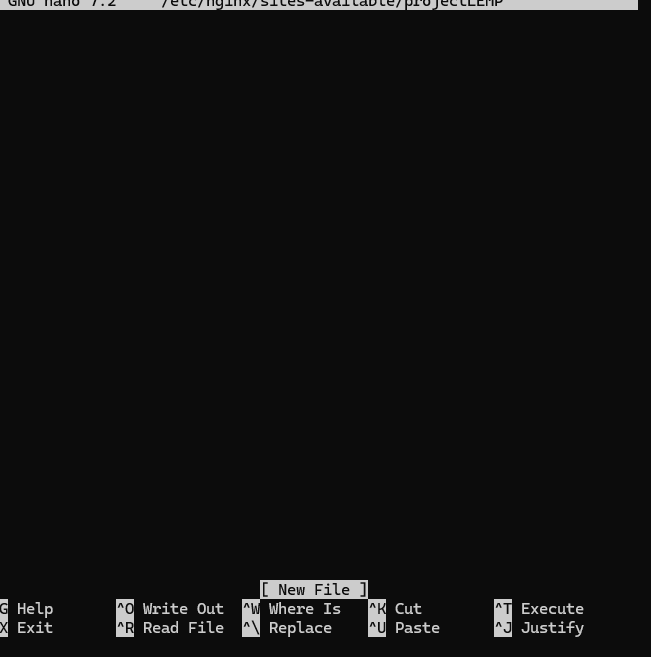 GNU nano 7.2 /etc/nginx/sites-available/projectLEMP
[ New File ]
G Help ^O Write Out ^W Where Is ^K Cut ^T Execute
X Exit ^R Read File ^\ Replace ^U Paste ^J Justify